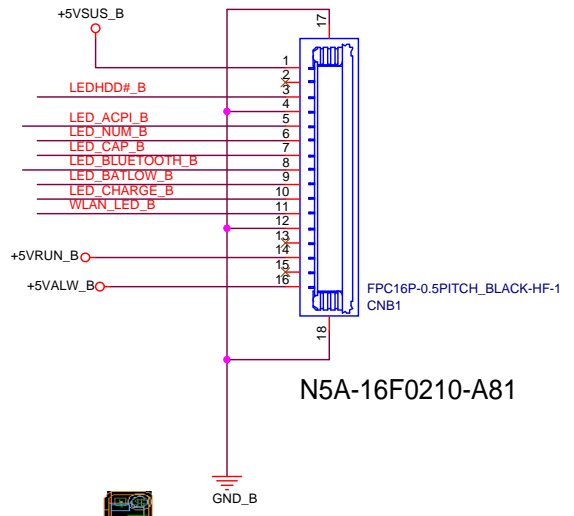 +5VSUS_B
17
1
2
LEDHDD#_B
3
4
LED_ACPI_B
5
LED_NUM_B
6
LED_CAP_B
7
LED_BLUETOOTH_B
8
LED_BATLOW_B
9
LED_CHARGE_B
10
WLAN_LED_B
11
12
13
+5VRUN_B
14
15
+5VALW_B
16
FPC16P-0.5PITCH_BLACK-HF-1
CNB1
18
N5A-16F0210-A81
GND_B